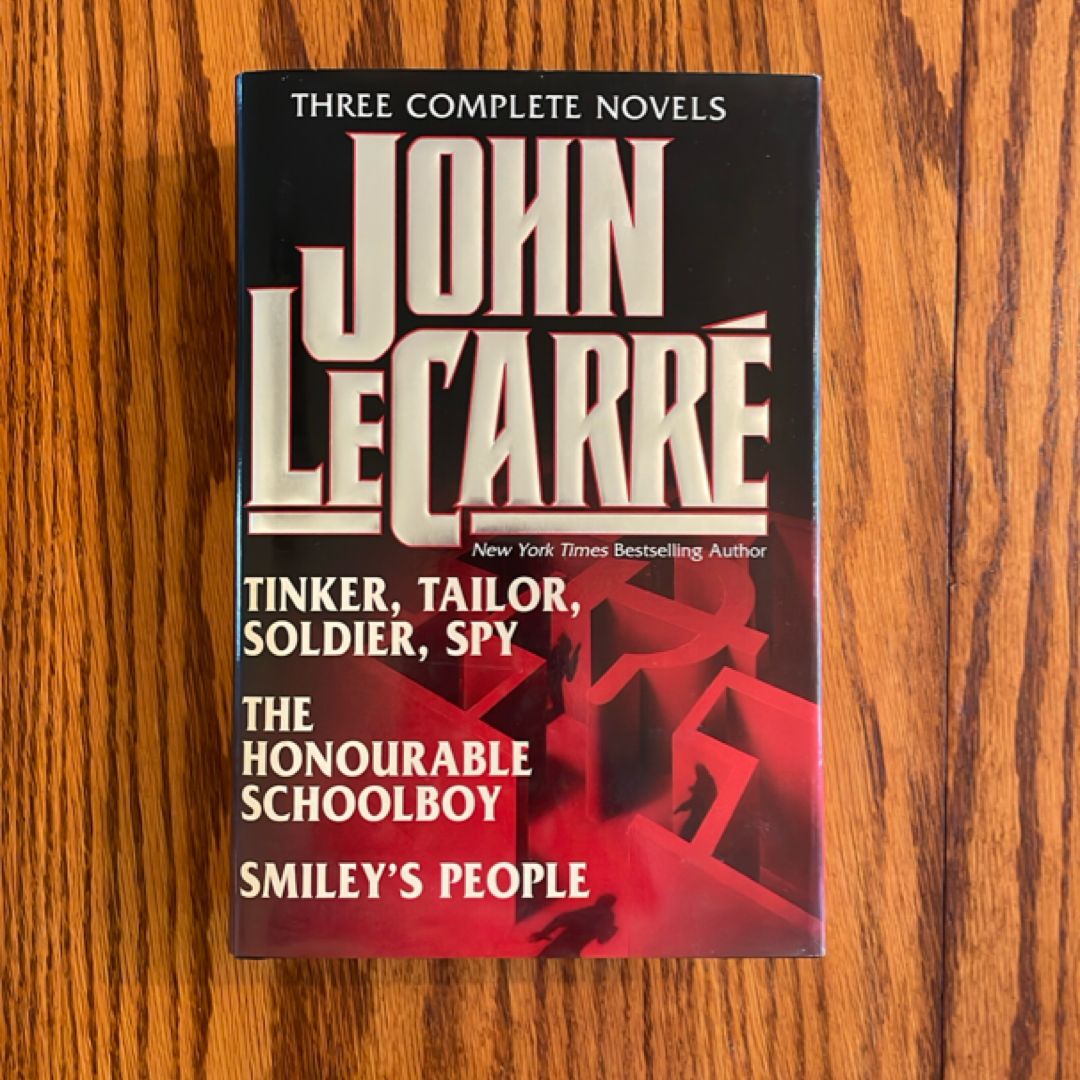 THREE COMPLETE NOVELS
JOHN
LECARRÉ
New York Times Bestselling Author
TINKER, TAILOR,
SOLDIER, SPY
THE
HONOURABLE
SCHOOLBOY
SMILEY'S PEOPLE